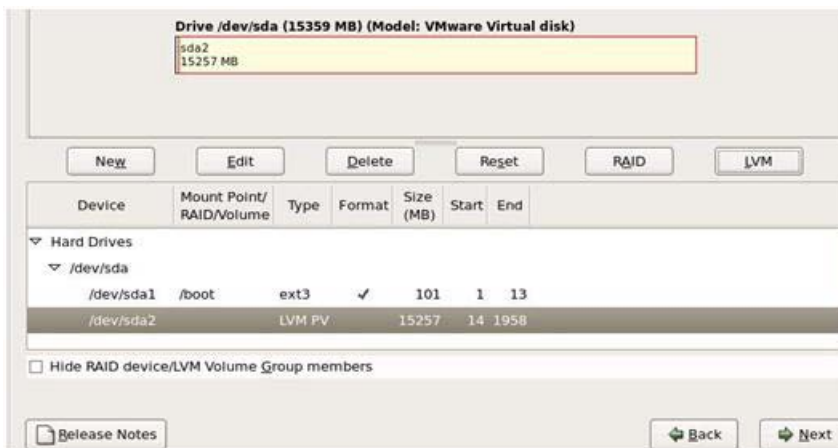 Drive /dev/sda (15359 MB) (Model: VMware Virtual disk)
sda2
15257 MB
New Edit Delete Reset RAID LVM
Device Mount Point/ RAID/Volume Type Format Size (MB) Start End
Hard Drives
/dev/sda
/dev/sda1 /boot ext3 ✓ 101 1 13
/dev/sda2 LVM PV 15257 14 1958
Hide RAID device/LVM Volume Group members
Release Notes Back Next